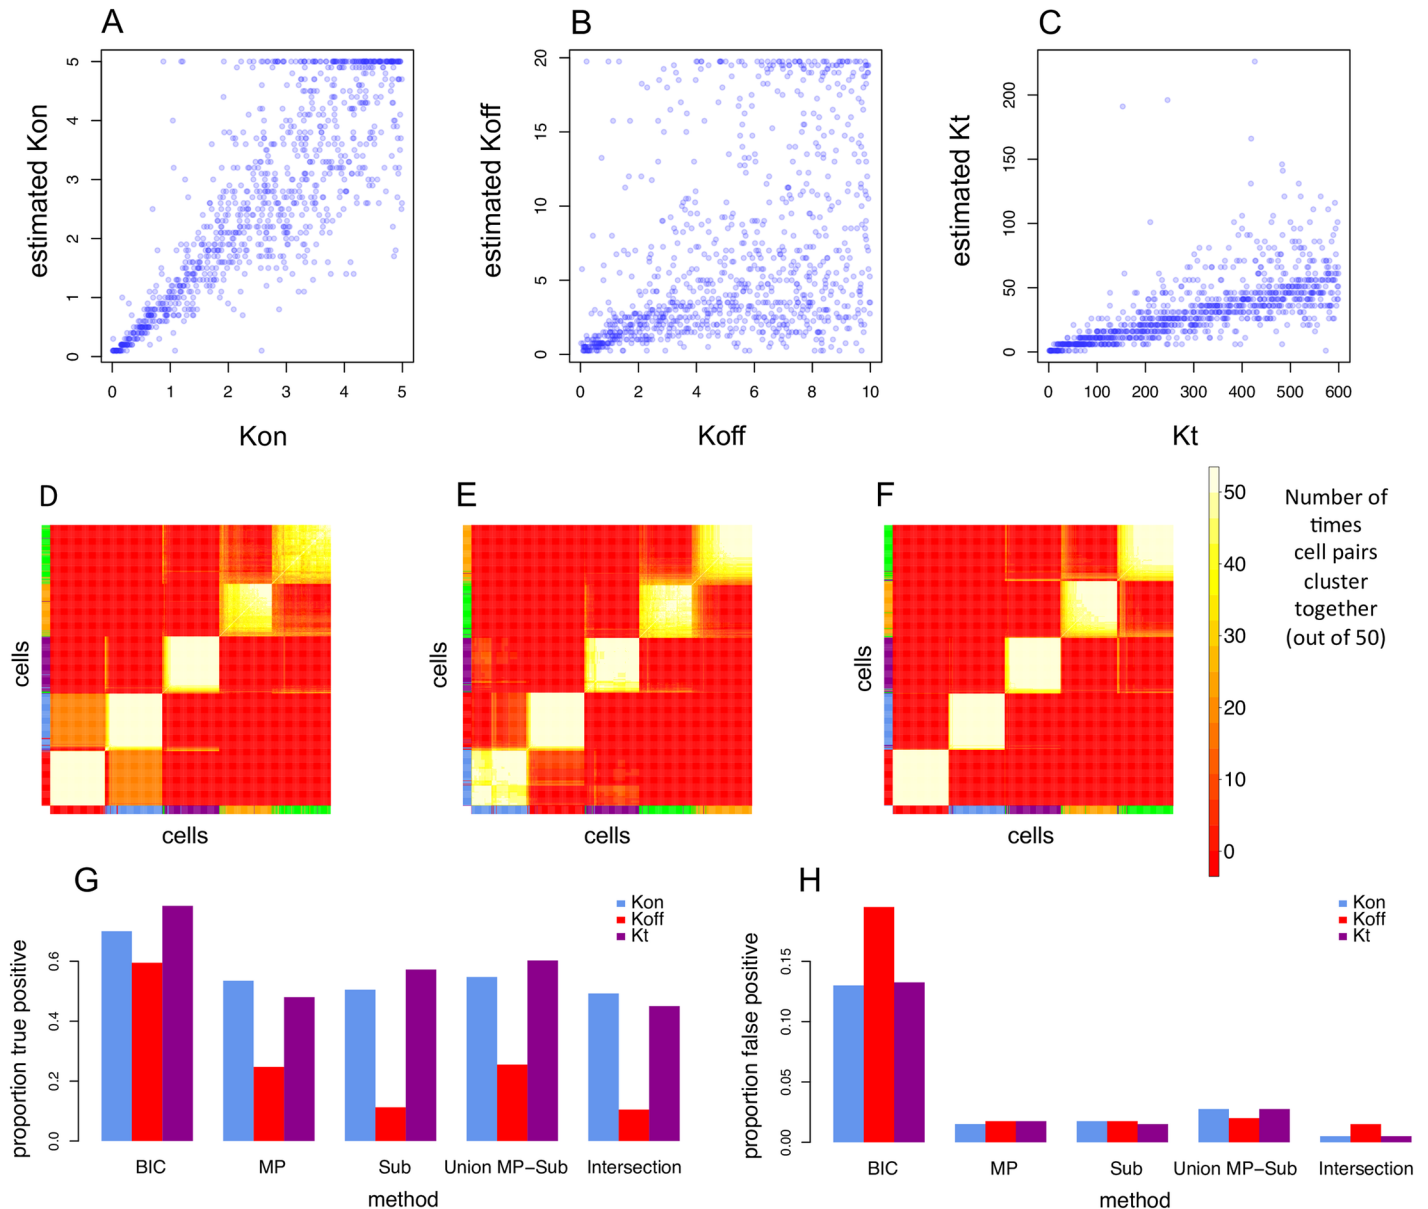 A
B
C
estimated Kon
0
1
2
3
4
5
0
1
2
3
4
5
Kon
estimated Koff
0
5
10
15
20
0
2
4
6
8
10
Koff
estimated Kt
0
50
100
150
200
0
100
200
300
400
500
600
Kt
D
E
F
cells
cells
cells
cells
cells
cells
50
40
30
20
10
0
Number of
times
cell pairs
cluster
together
(out of 50)
G
proportion true positive
0.0
0.2
0.4
0.6
Kon
Koff
Kt
BIC
MP
Sub
Union MP−Sub
Intersection
method
H
proportion false positive
0.00
0.05
0.10
0.15
Kon
Koff
Kt
BIC
MP
Sub
Union MP−Sub
Intersection
method